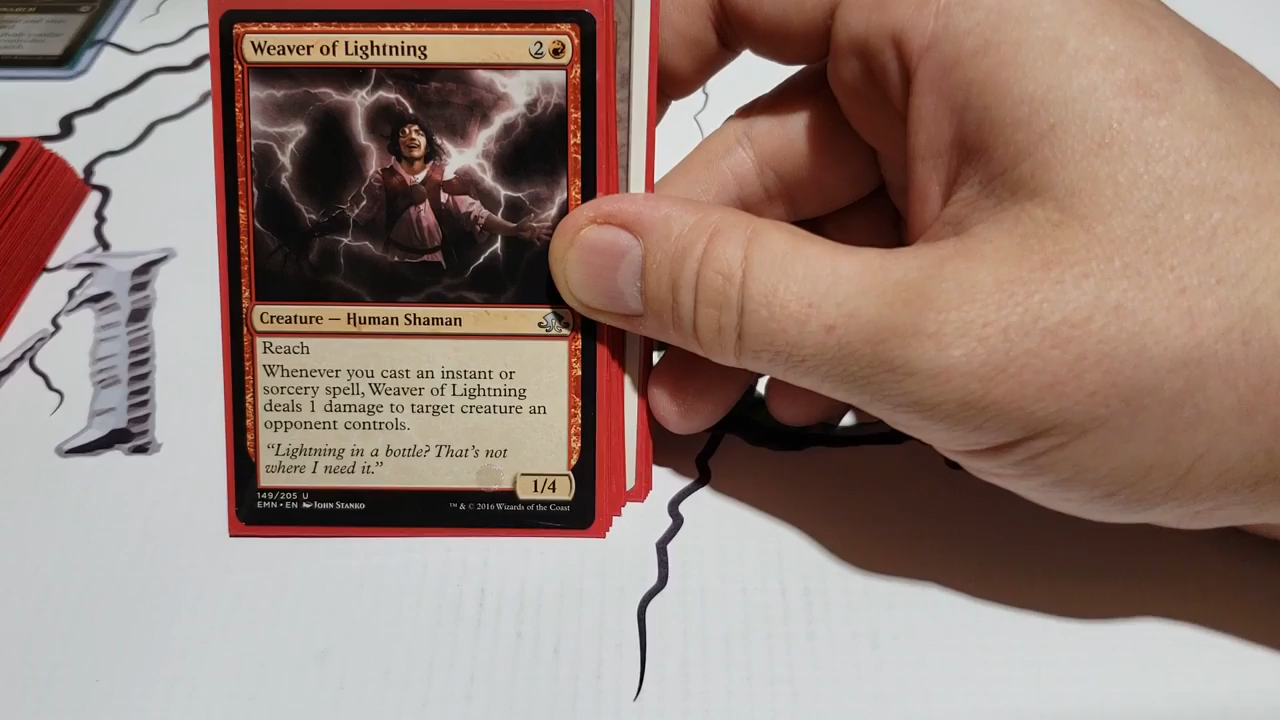 Weaver of Lightning 2
Creature — Human Shaman
Reach
Whenever you cast an instant or
sorcery spell, Weaver of Lightning
deals 1 damage to target creature an
opponent controls.
“Lightning in a bottle? That’s not
where I need it.”
1/4
149/205 U
EMN • EN John Stanko
™ & © 2016 Wizards of the Coast